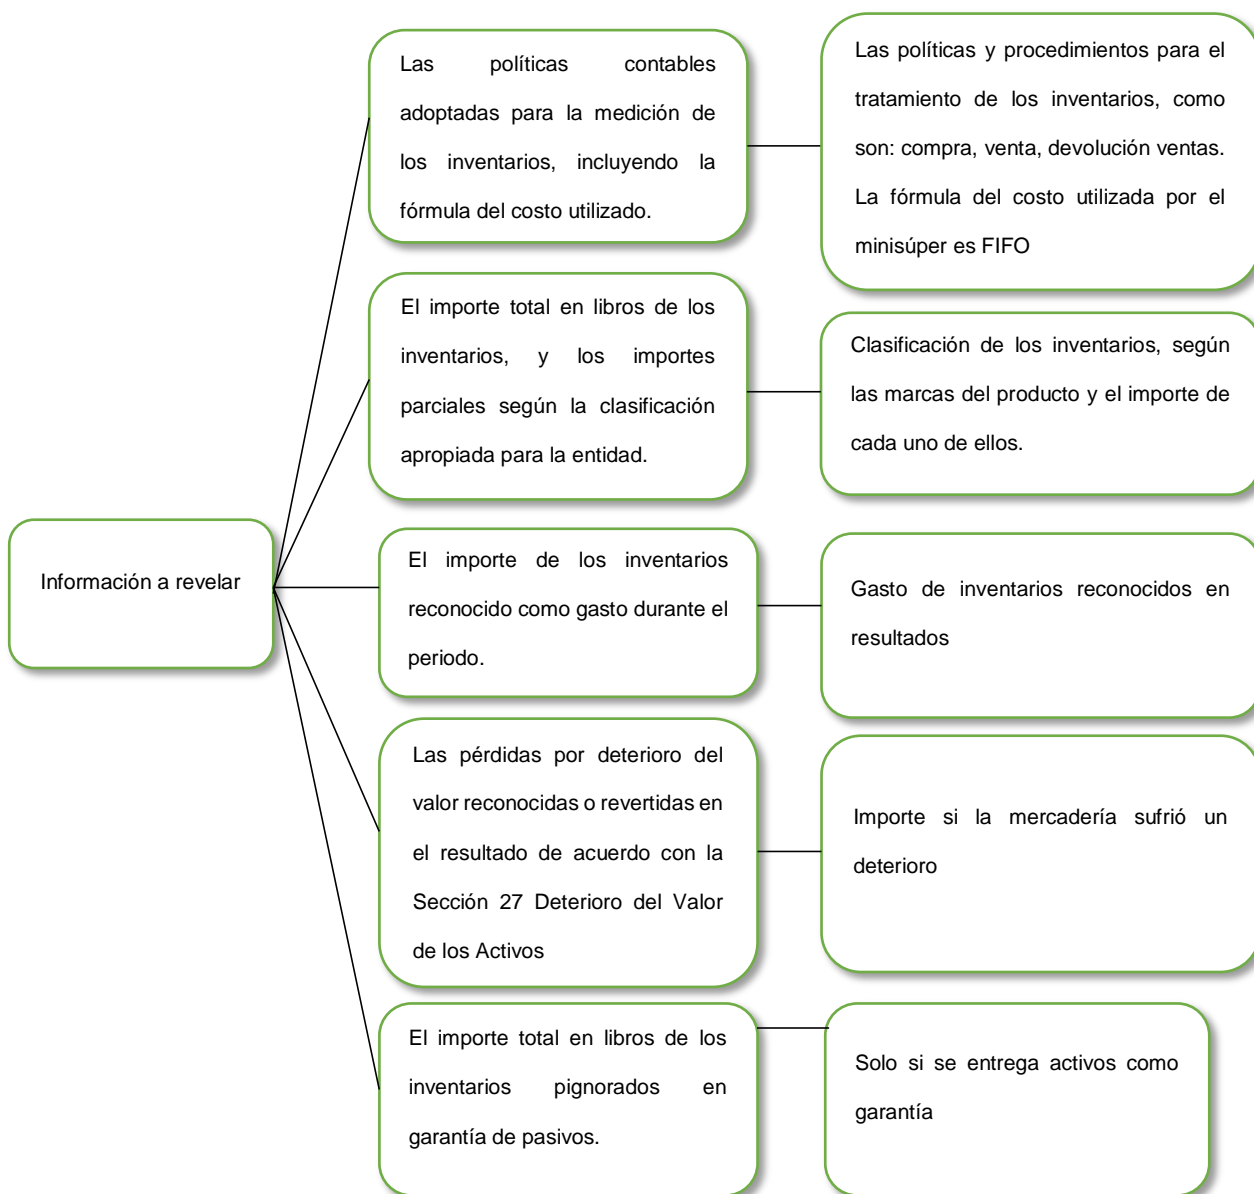 Información a revelar
Las políticas contables
adoptadas para la medición de
los inventarios, incluyendo la
fórmula del costo utilizado.
Las políticas y procedimientos para el
tratamiento de los inventarios, como
son: compra, venta, devolución ventas.
La fórmula del costo utilizada por el
minisúper es FIFO
El importe total en libros de los
inventarios, y los importes
parciales según la clasificación
apropiada para la entidad.
Clasificación de los inventarios, según
las marcas del producto y el importe de
cada uno de ellos.
El importe de los inventarios
reconocido como gasto durante el
periodo.
Gasto de inventarios reconocidos en
resultados
Las pérdidas por deterioro del
valor reconocidas o revertidas en
el resultado de acuerdo con la
Sección 27 Deterioro del Valor
de los Activos
Importe si la mercadería sufrió un
deterioro
El importe total en libros de los
inventarios pignorados en
garantía de pasivos.
Solo si se entrega activos como
garantía